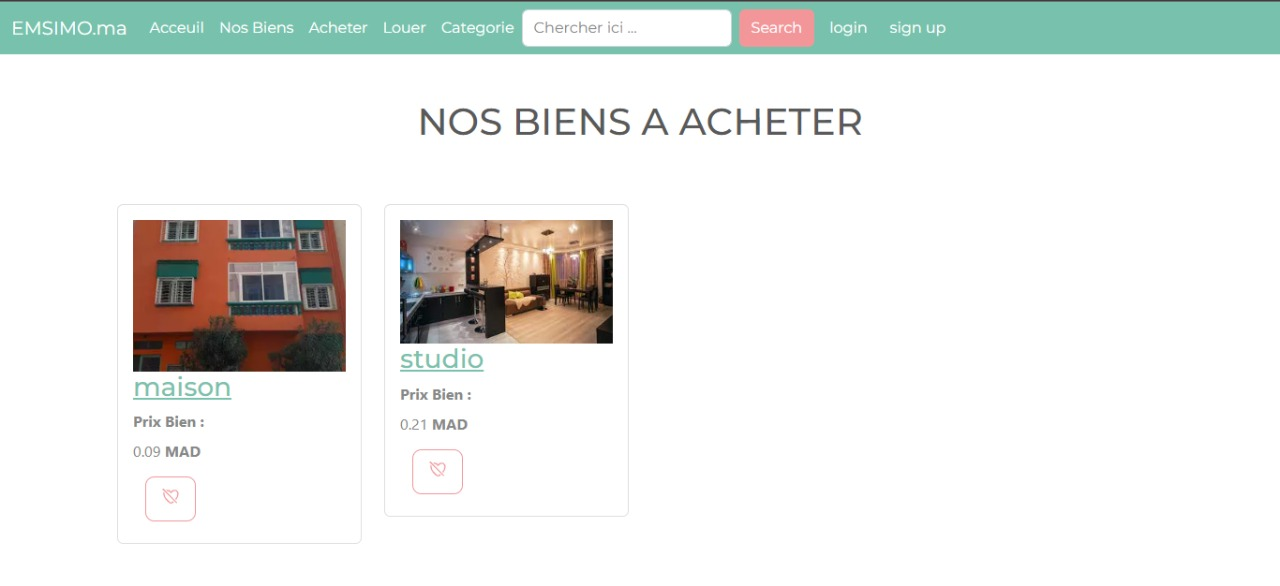 EMSIMO.ma Acceuil Nos Biens Acheter Louer Categorie Chercher ici ... Search login sign up
NOS BIENS A ACHETER
maison
Prix Bien :
0.09 MAD
studio
Prix Bien :
0.21 MAD